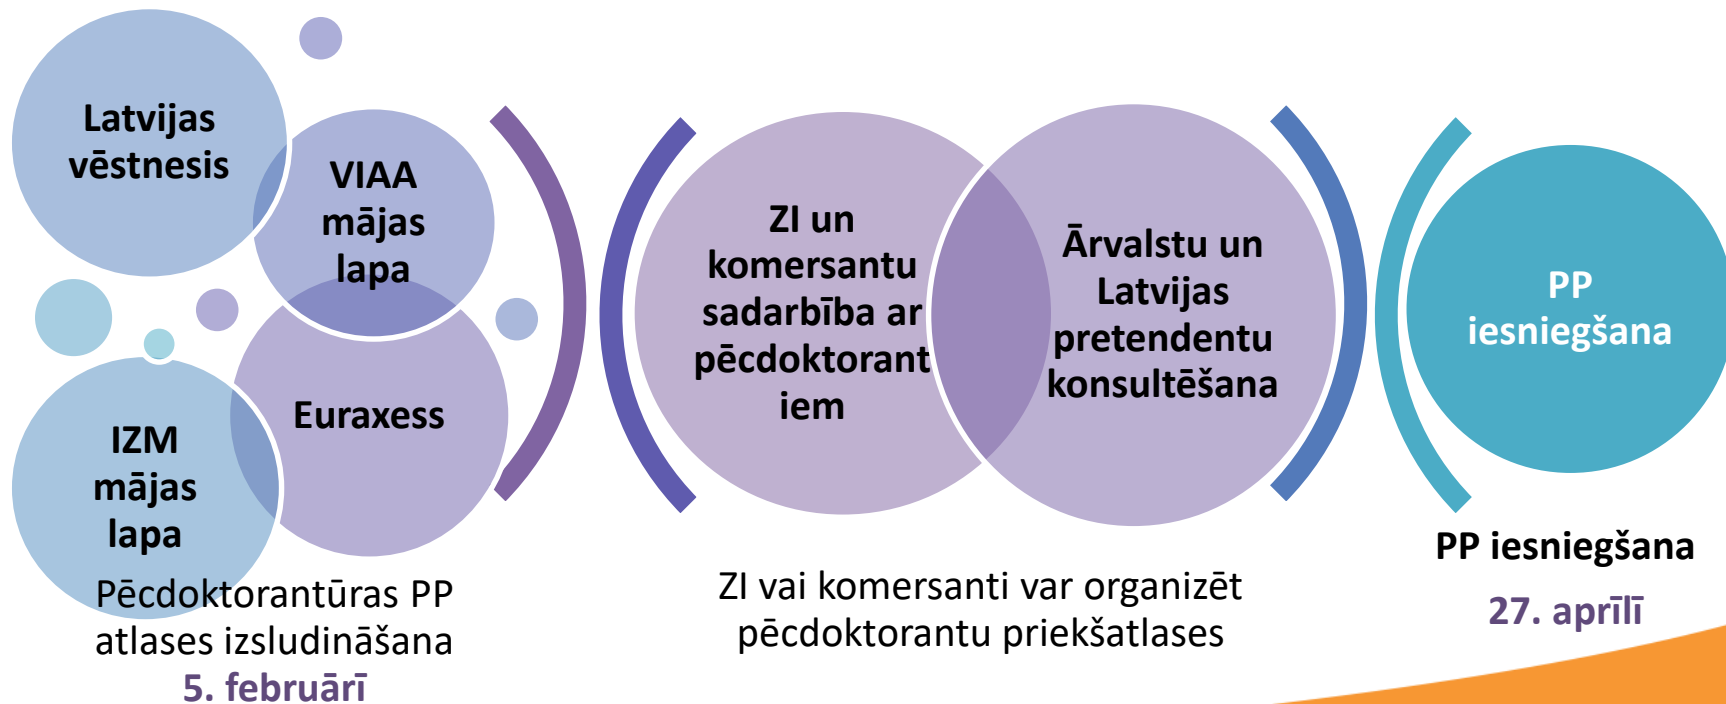 Latvijas
vēstnesis
VIAA
mājas
lapa
Euraxess
IZM
mājas
lapa
Pēcdoktorantūras PP
atlases izsludināšana
5. februārī
ZI un
komersantu
sadarbība ar
pēcdoktorant
iem
Ārvalstu un
Latvijas
pretendentu
konsultēšana
ZI vai komersanti var organizēt
pēcdoktorantu priekšatlases
PP
iesniegšana
PP iesniegšana
27. aprīlī